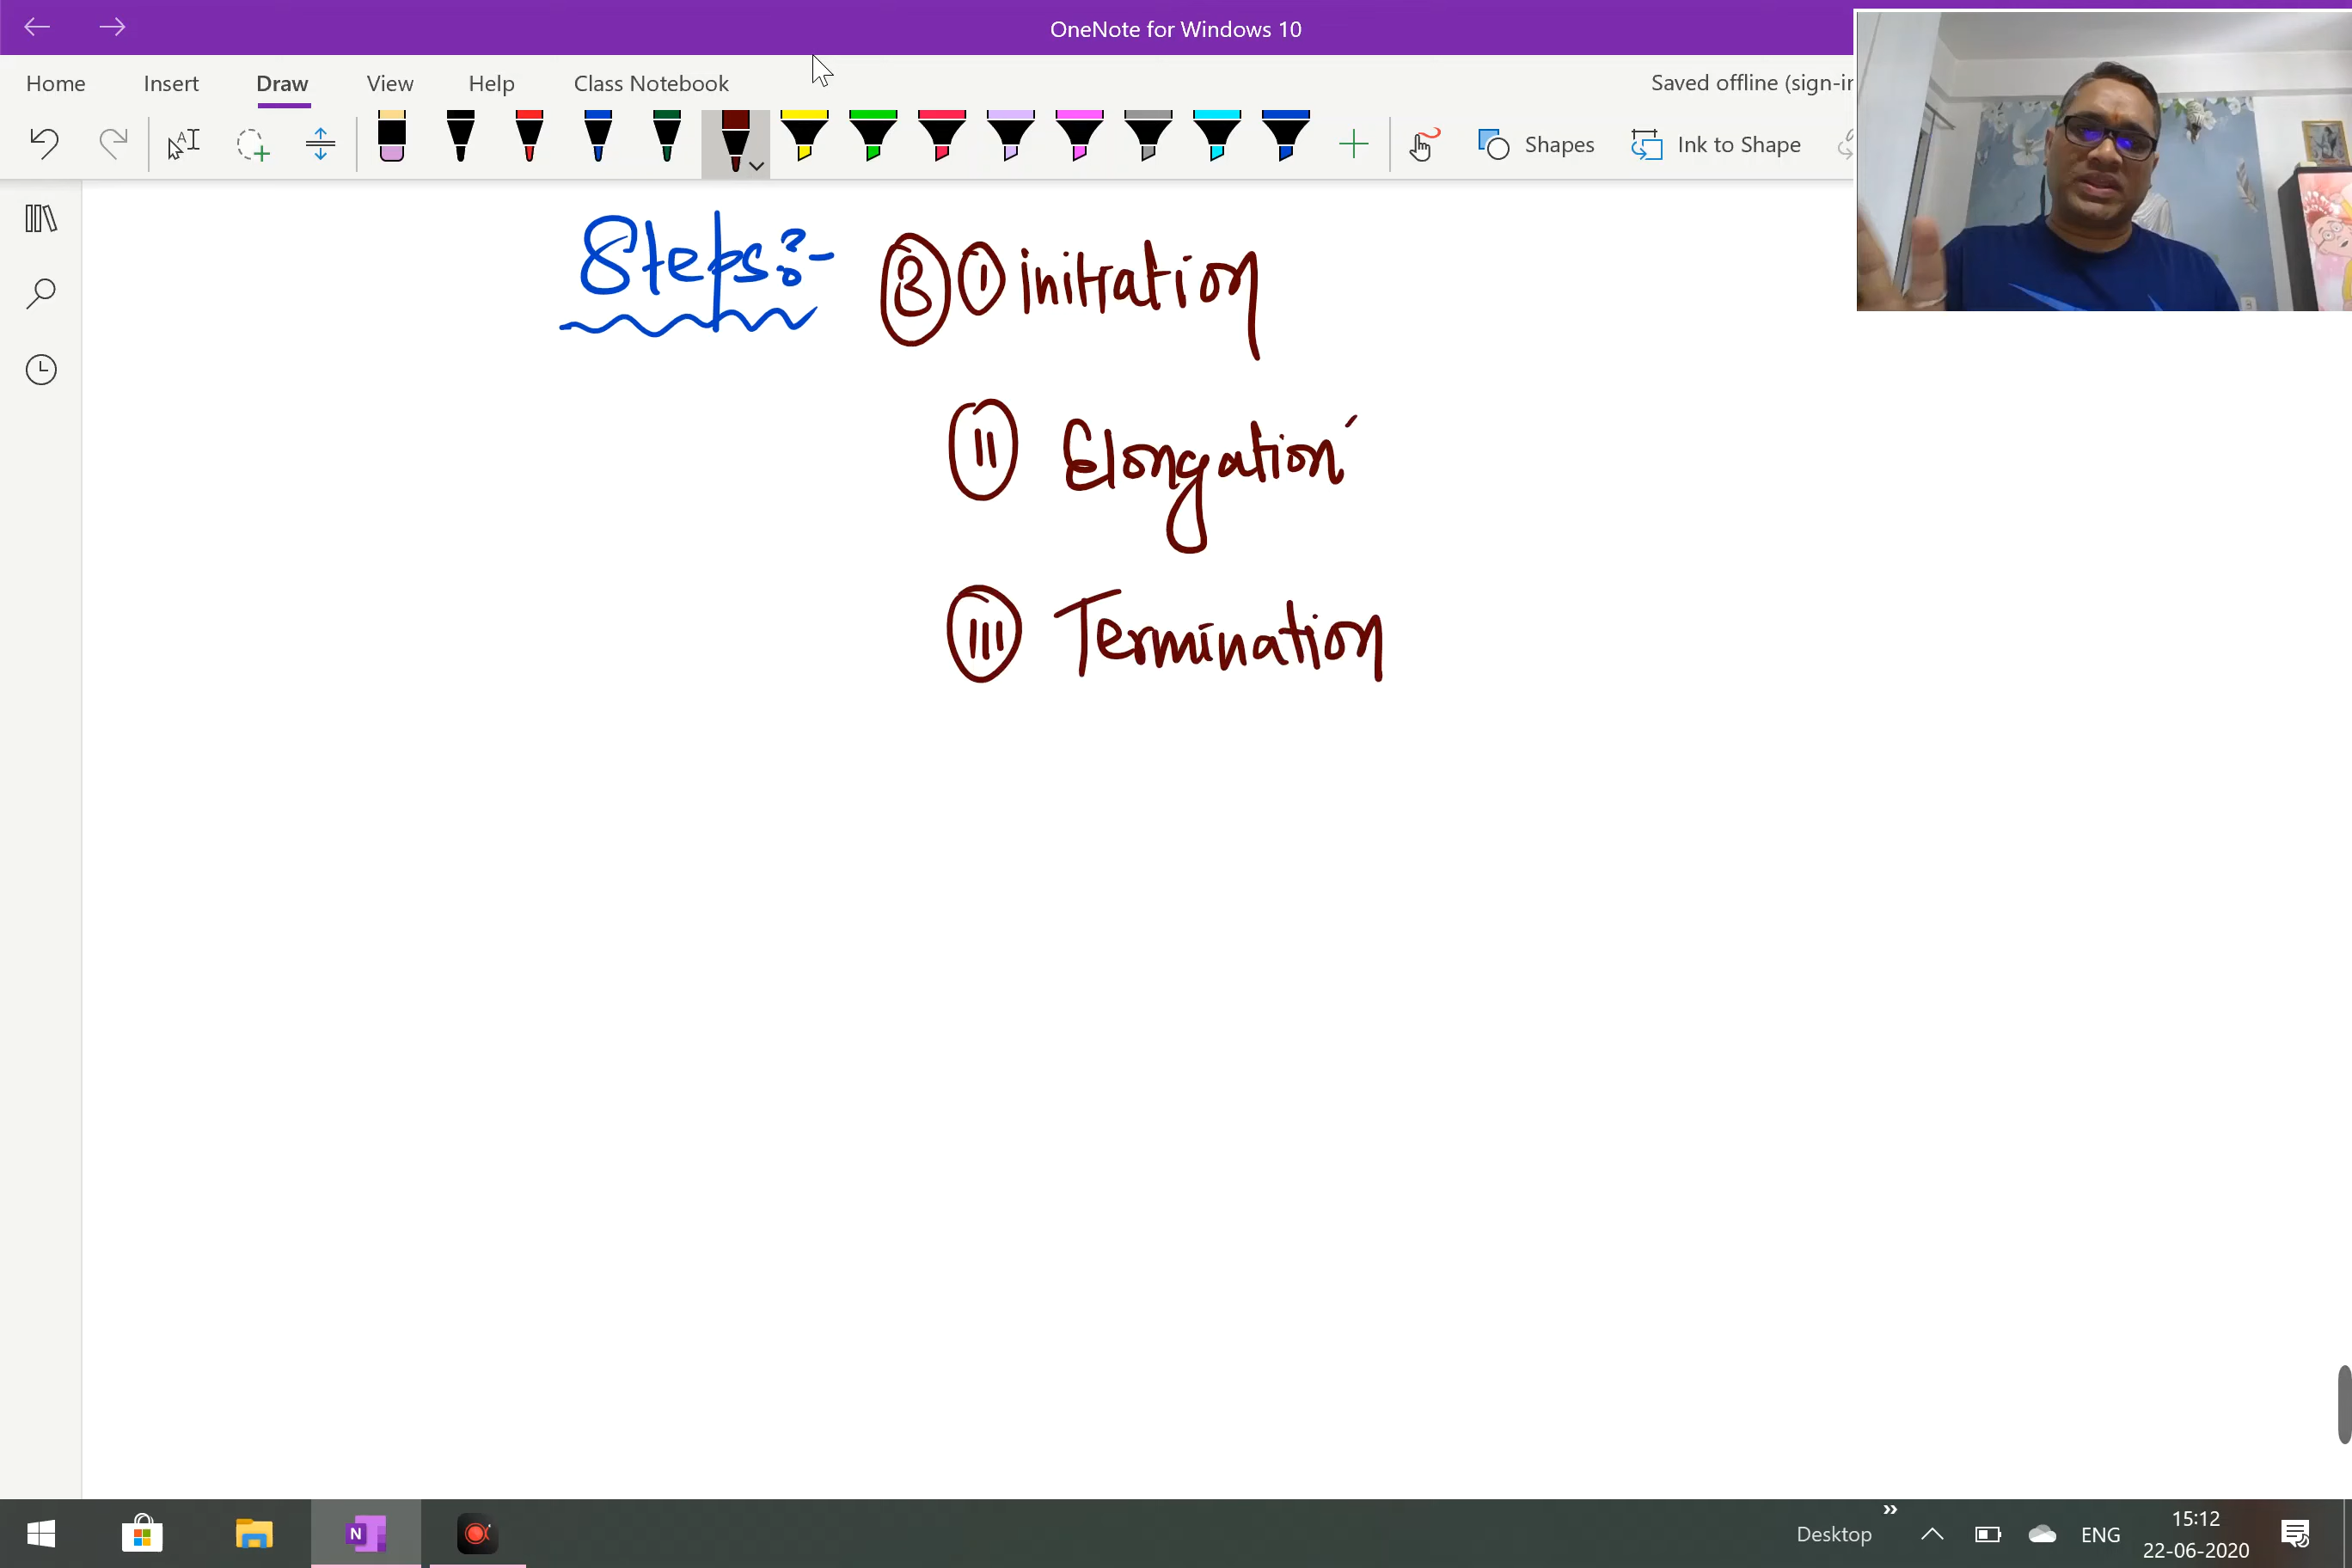 OneNote for Windows 10
Home Insert Draw View Help Class Notebook Saved offline (sign-in
Shapes Ink to Shape
Steps:- 3 (i) initiation
(ii) Elongation
(iii) Termination
Desktop ENG 15:12
22-06-2020